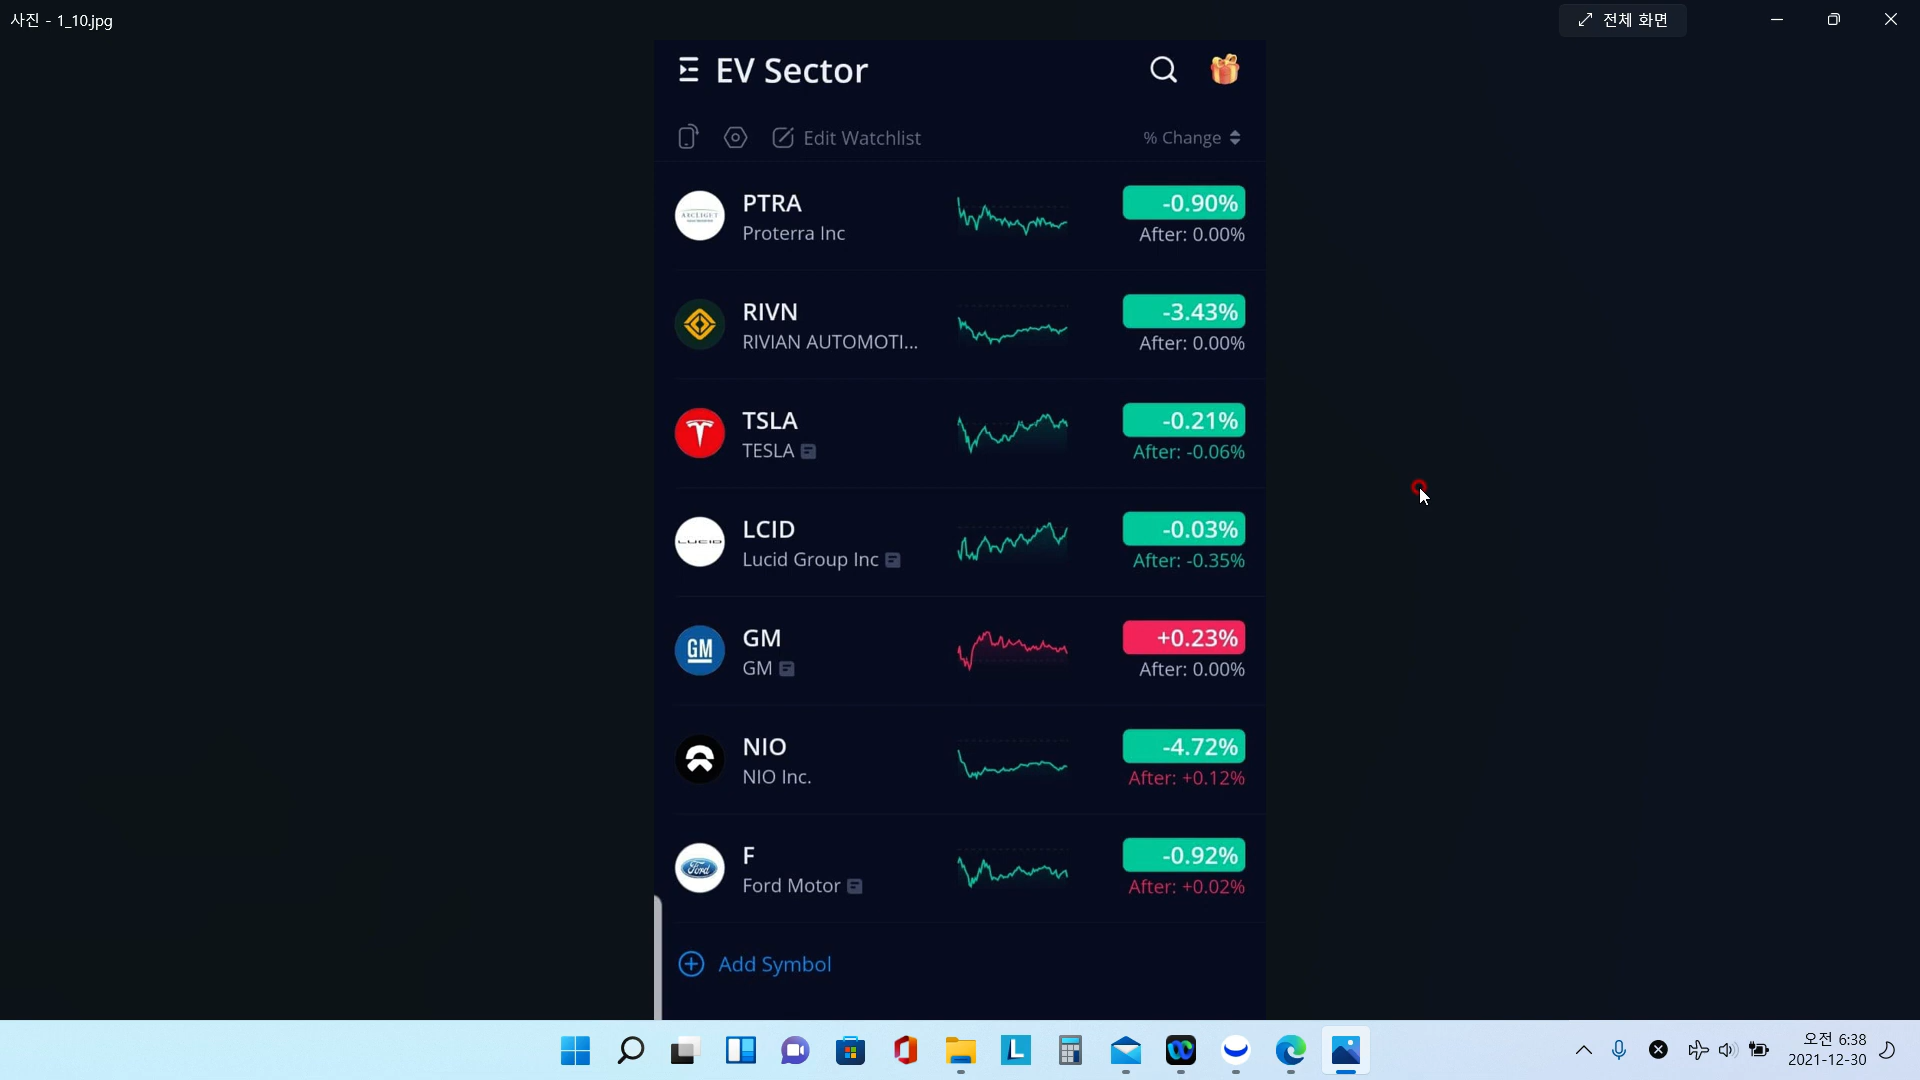 사진 - 1_10.jpg
전체 화면
EV Sector
Edit Watchlist
% Change
PTRA
-0.90%
ARCLIGHT
Proterra Inc
After: 0.00%
RIVN
-3.43%
RIVIAN AUTOMOTI...
After: 0.00%
TSLA
-0.21%
TESLA
After: -0.06%
LCID
-0.03%
LUCID
Lucid Group Inc
After: -0.35%
GM
+0.23%
GM
GM
After: 0.00%
NIO
-4.72%
NIO Inc.
After: +0.12%
F
-0.92%
Ford
Ford Motor
After: +0.02%
Add Symbol
L
오전 6:38
2021-12-30